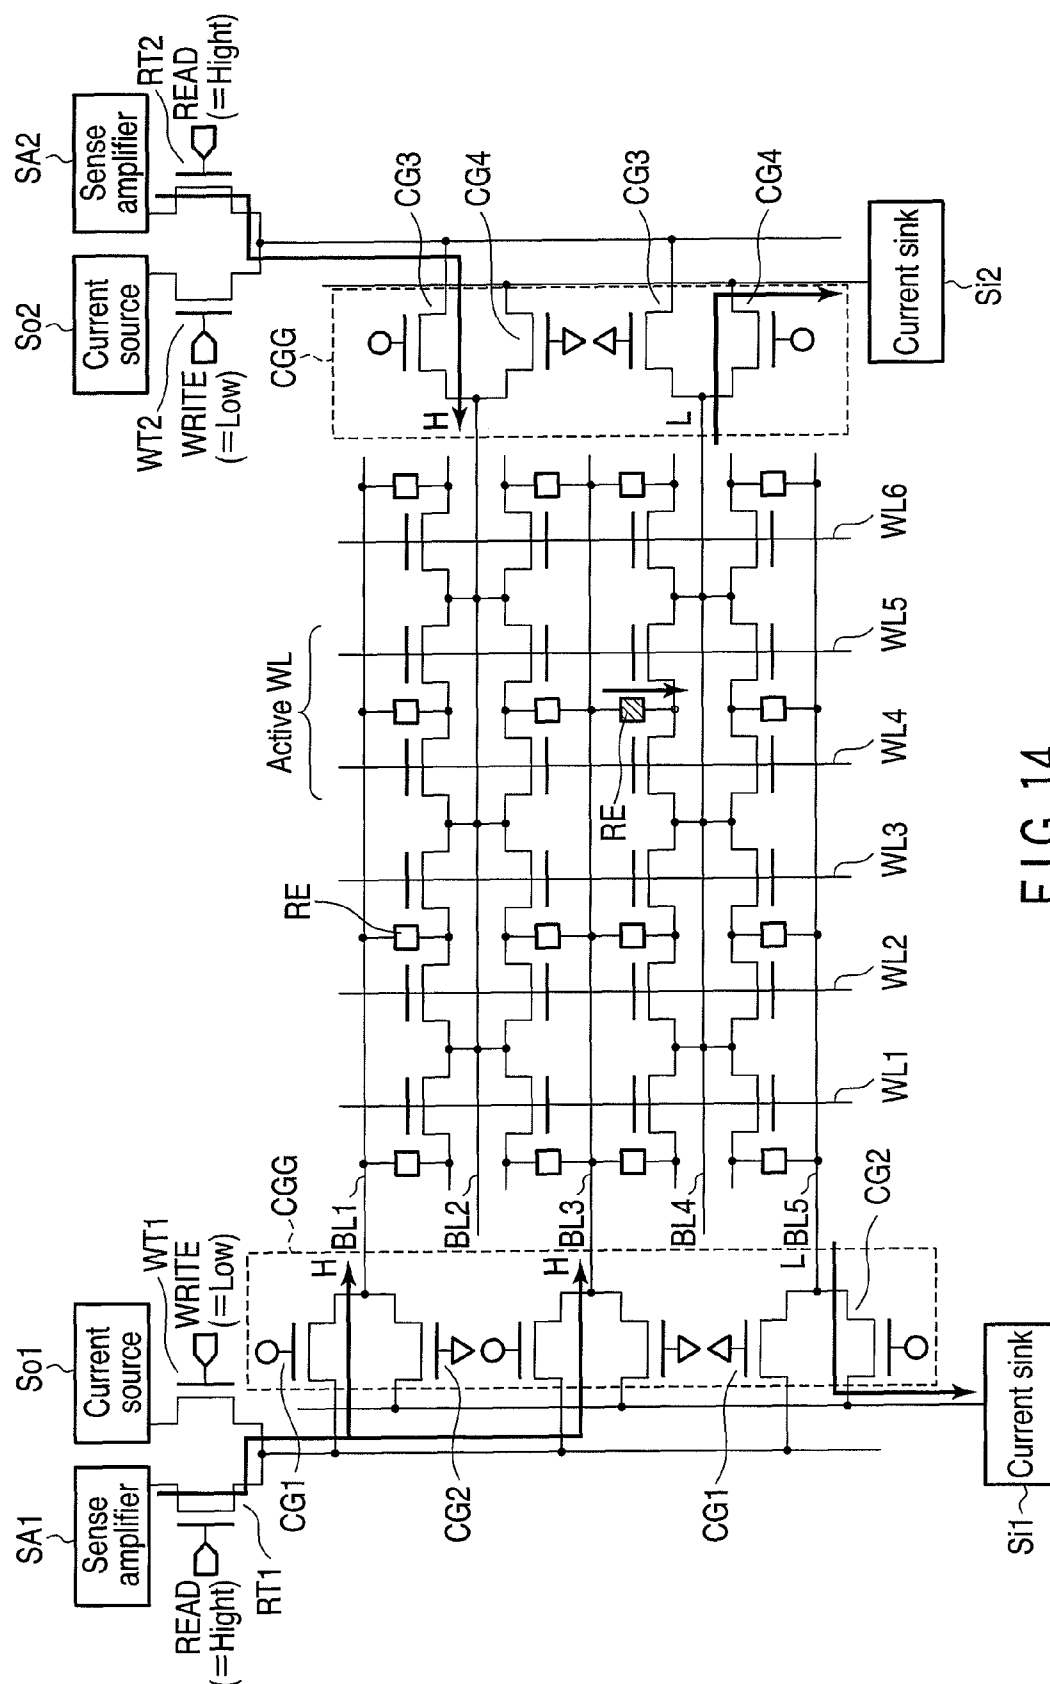 SA1
Sense
amplifier
READ
(=Hight)
RT1
So1
Current
source
WT1
WRITE
(=Low)
So2
Current
source
WT2
WRITE
(=Low)
SA2
Sense
amplifier
RT2
READ
(=Hight)
CGG
CG1
CG2
CG1
CG2
H
H
L
BL1
BL2
BL3
BL4
BL5
RE
RE
Active WL
WL1
WL2
WL3
WL4
WL5
WL6
CGG
H
L
CG3
CG4
CG3
CG4
Current sink
Si1
Current sink
Si2
FIG. 14